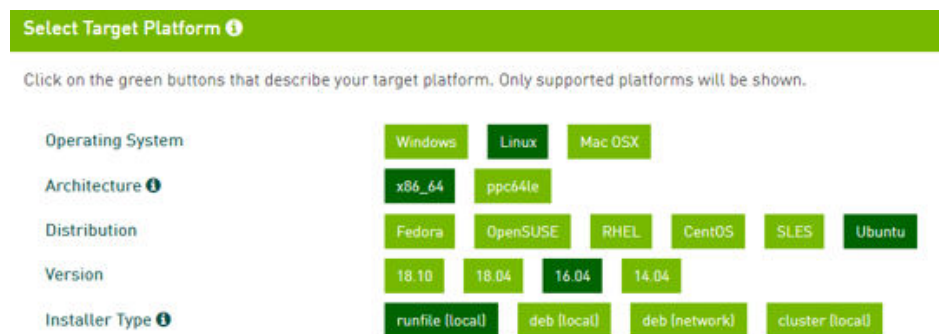 Select Target Platform
Click on the green buttons that describe your target platform. Only supported platforms will be shown.
Operating System Windows Linux Mac OSX
Architecture x86_64 ppc64le
Distribution Fedora OpenSUSE RHEL CentOS SLES Ubuntu
Version 18.10 18.04 16.04 14.04
Installer Type runfile (local) deb (local) deb (network) cluster (local)